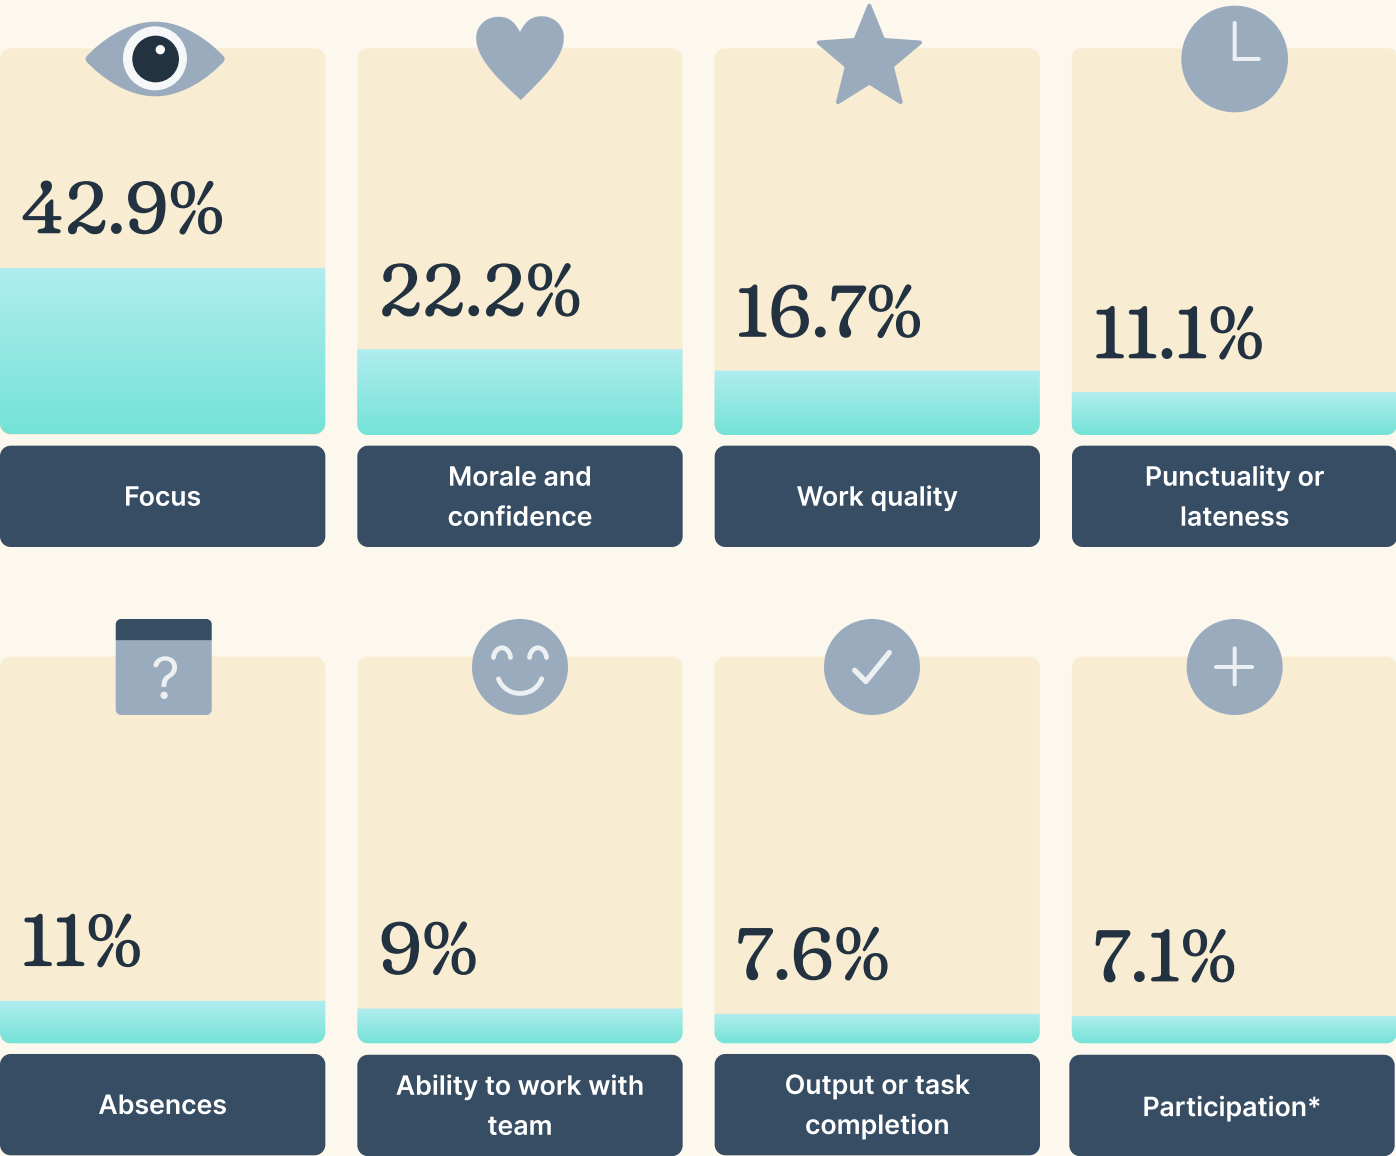 42.9%
22.2%
16.7%
11.1%
Focus
Morale and
confidence
Work quality
Punctuality or
lateness
?
11%
9%
7.6%
7.1%
Absences
Ability to work with
team
Output or task
completion
Participation*